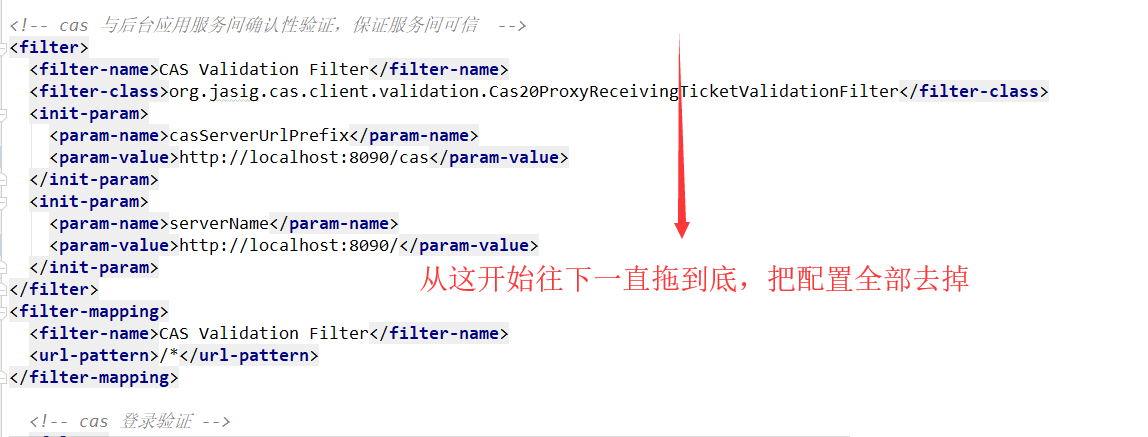 <!-- cas 与后台应用服务间确认性验证，保证服务间可信  -->
<filter>
  <filter-name>CAS Validation Filter</filter-name>
  <filter-class>org.jasig.cas.client.validation.Cas20ProxyReceivingTicketValidationFilter</filter-class>
  <init-param>
    <param-name>casServerUrlPrefix</param-name>
    <param-value>http://localhost:8090/cas</param-value>
  </init-param>
  <init-param>
    <param-name>serverName</param-name>
    <param-value>http://localhost:8090/</param-value>
  </init-param>
从这开始往下一直拖到底，把配置全部去掉
</filter>
<filter-mapping>
  <filter-name>CAS Validation Filter</filter-name>
  <url-pattern>/*</url-pattern>
</filter-mapping>
  <!-- cas 登录验证 -->